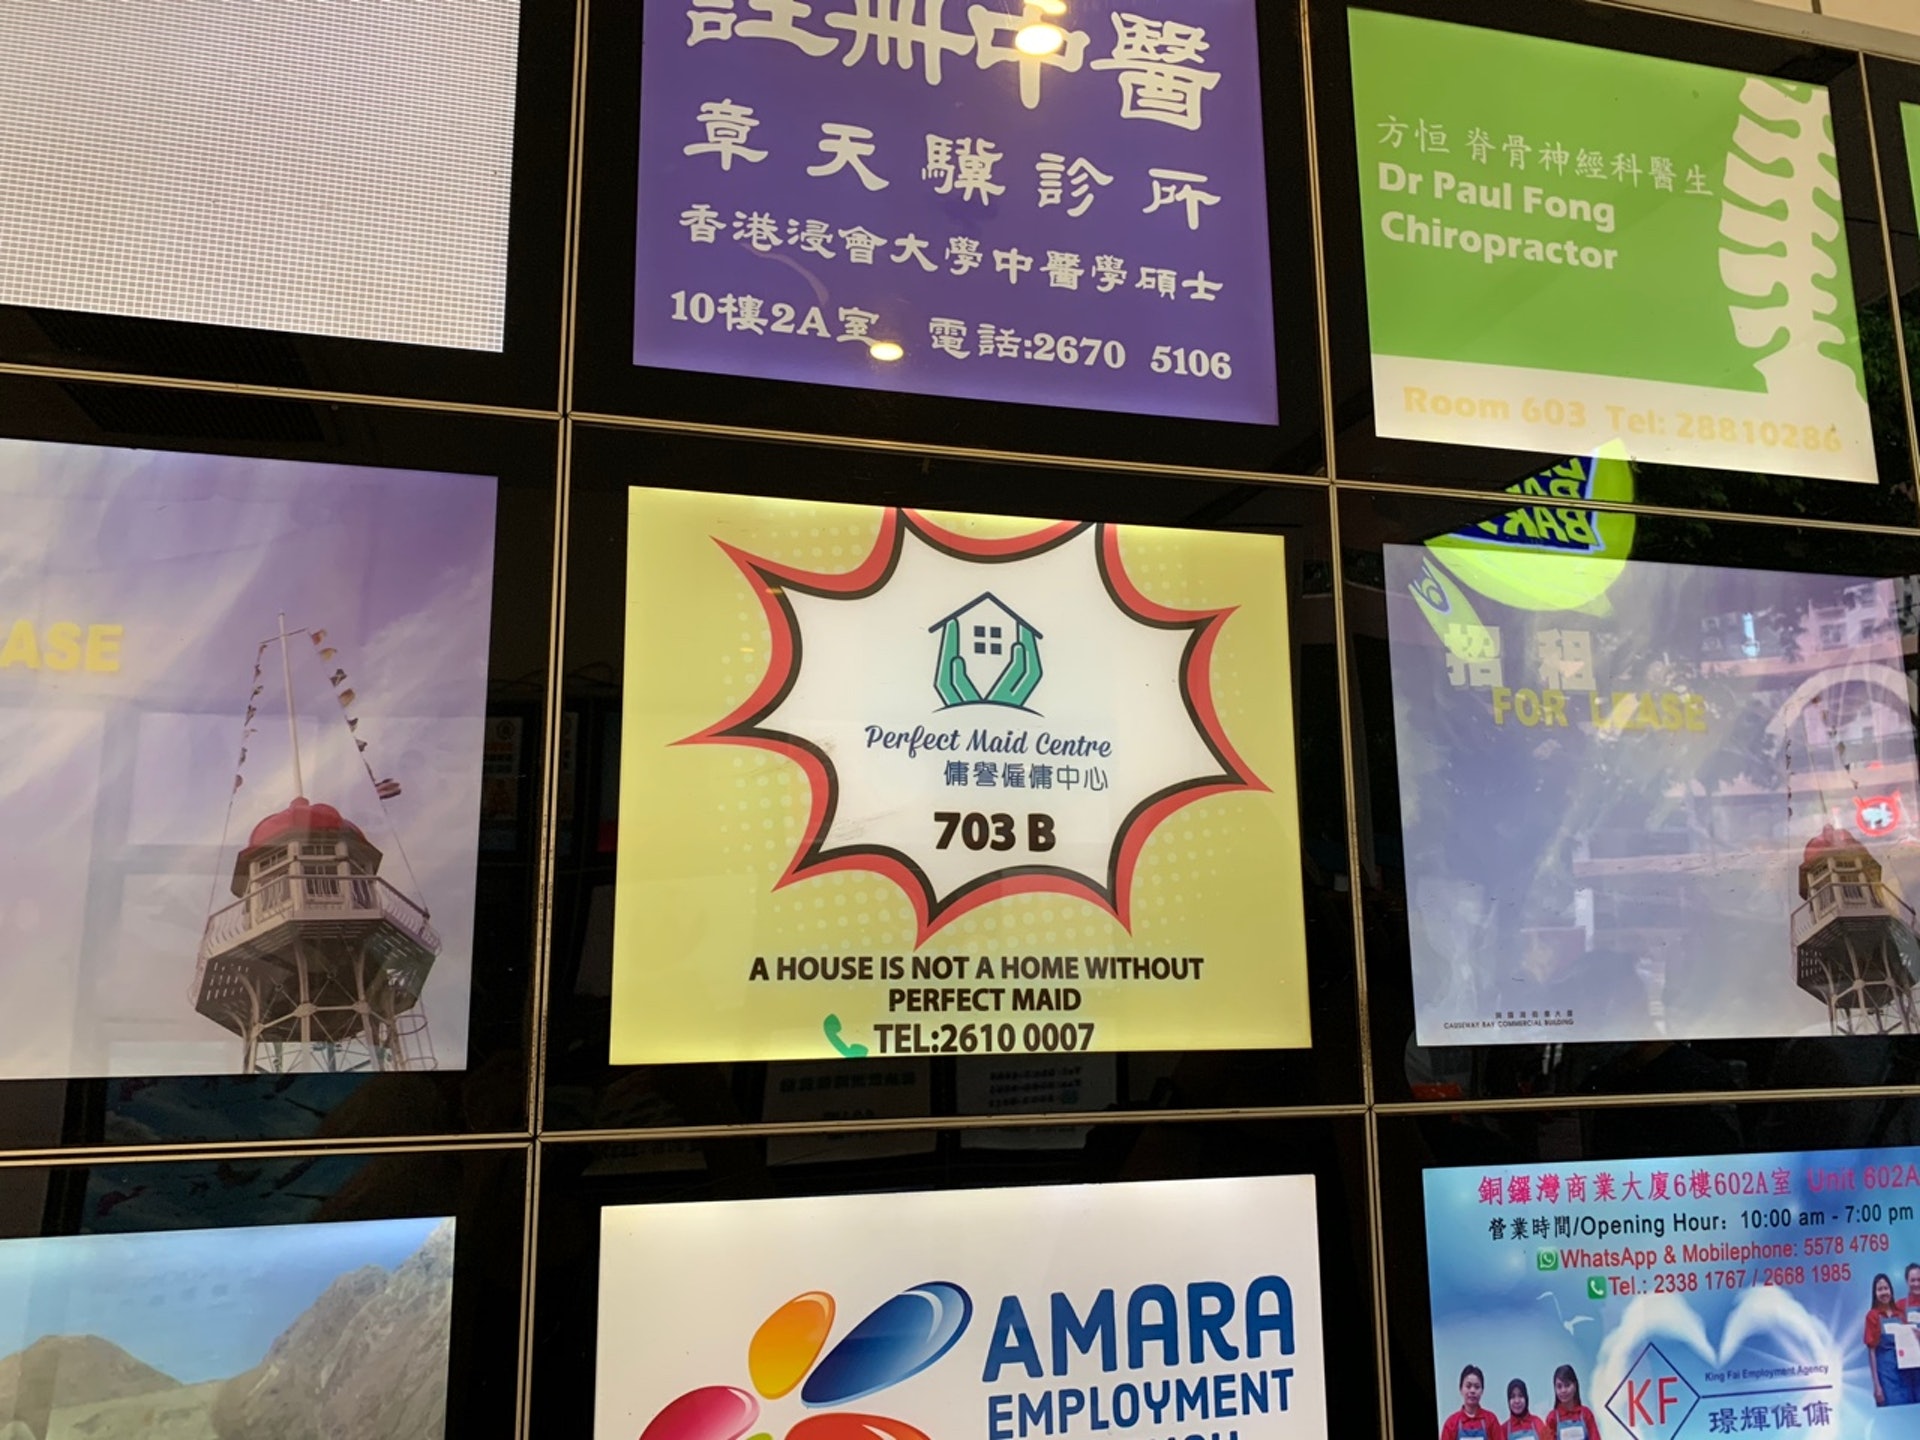 註冊中醫
章天驥診所
香港浸會大學中醫學碩士
10樓2A室 電話:2670 5106
方恒 脊骨神經科醫生
Dr Paul Fong
Chiropractor
Room 603 Tel: 28810286
ASE
Perfect Maid Centre
傭譽僱傭中心
703 B
A HOUSE IS NOT A HOME WITHOUT
PERFECT MAID
TEL:2610 0007
招租
FOR LEASE
CAUSEWAY BAY COMMERCIAL BUILDING
AMARA
EMPLOYMENT
銅鑼灣商業大廈6樓602A室 Unit 602A
營業時間/Opening Hour: 10:00 am - 7:00 pm
WhatsApp & Mobilephone: 5578 4769
Tel.: 2338 1767 / 2668 1985
KF
King Fai Employment Agency
璟輝僱傭